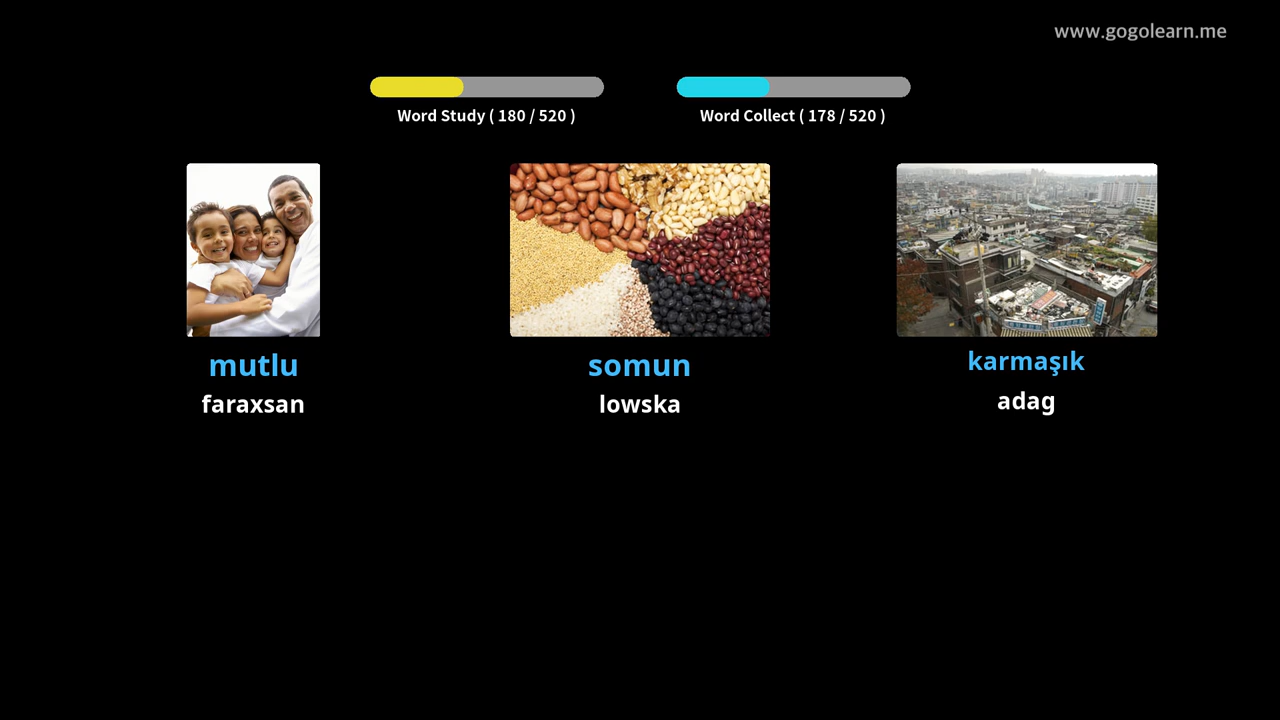 www.gogolearn.me
Word Study ( 180 / 520 )
Word Collect ( 178 / 520 )
mutlu
faraxsan
somun
lowska
karmaşık
adag